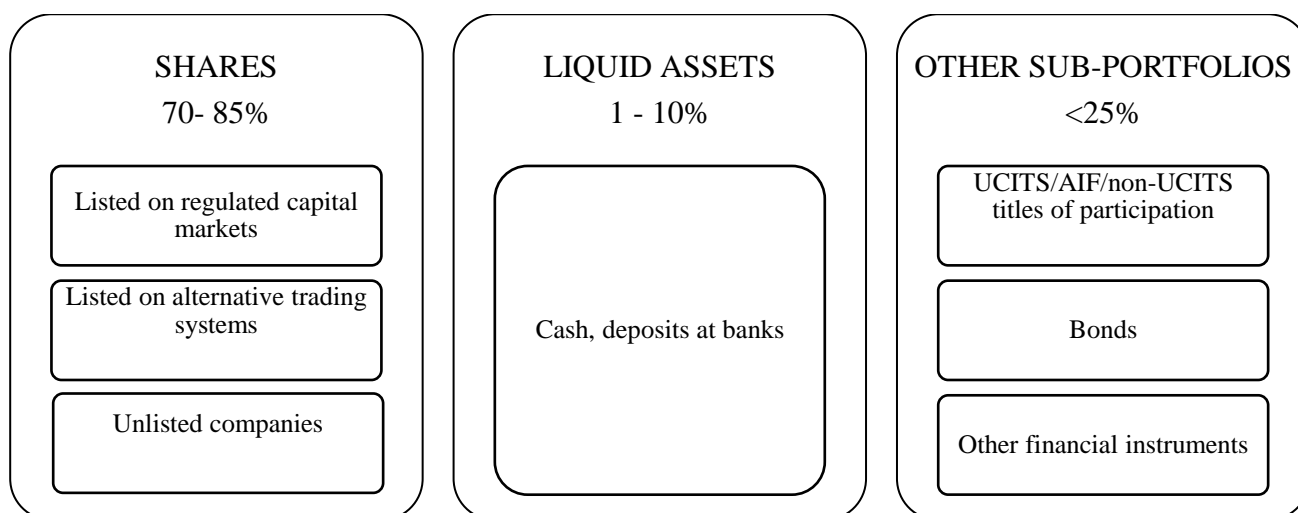 SHARES
70- 85%
Listed on regulated capital
markets
Listed on alternative trading
systems
Unlisted companies
LIQUID ASSETS
1 - 10%
Cash, deposits at banks
OTHER SUB-PORTFOLIOS
<25%
UCITS/AIF/non-UCITS
titles of participation
Bonds
Other financial instruments